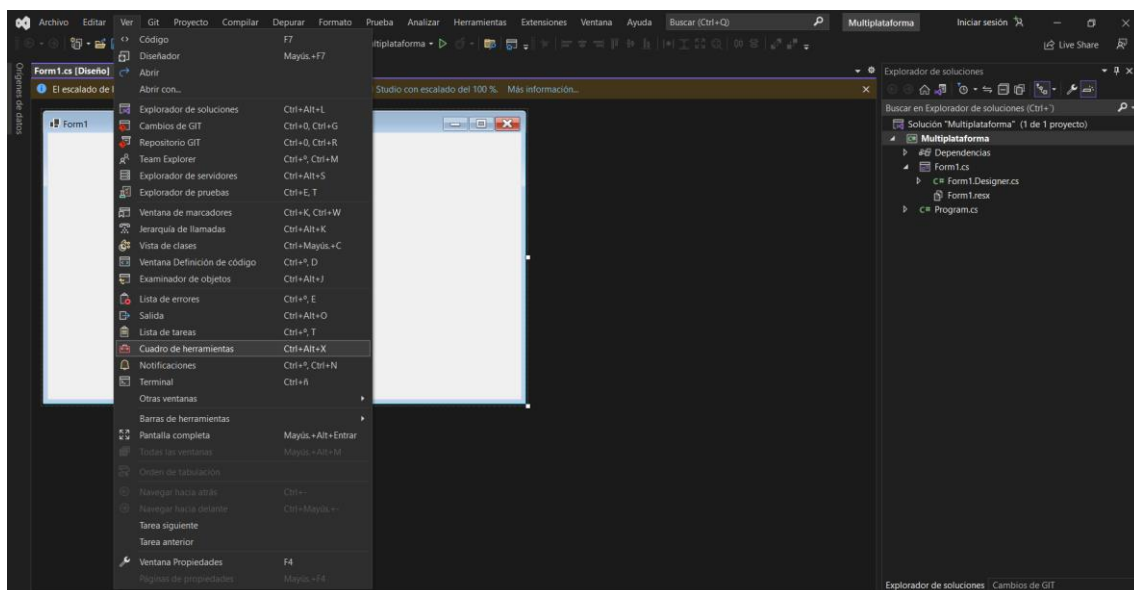 Archivo Editar Ver Git Proyecto Compilar Depurar Formato Prueba Analizar Herramientas Extensiones Ventana Ayuda Buscar (Ctrl+Q) Multiplataforma Iniciar sesión
ltiplataforma Live Share
Orígenes de datos
Form1.cs [Diseño]
El escalado de l
Studio con escalado del 100 %. Más información...
Form1
Código F7
Diseñador Mayús.+F7
Abrir
Abrir con...
Explorador de soluciones Ctrl+Alt+L
Cambios de GIT Ctrl+0, Ctrl+G
Repositorio GIT Ctrl+0, Ctrl+R
Team Explorer Ctrl+º, Ctrl+M
Explorador de servidores Ctrl+Alt+S
Explorador de pruebas Ctrl+E, T
Ventana de marcadores Ctrl+K, Ctrl+W
Jerarquía de llamadas Ctrl+Alt+K
Vista de clases Ctrl+Mayús.+C
Ventana Definición de código Ctrl+º, D
Examinador de objetos Ctrl+Alt+J
Lista de errores Ctrl+º, E
Salida Ctrl+Alt+O
Lista de tareas Ctrl+º, T
Cuadro de herramientas Ctrl+Alt+X
Notificaciones Ctrl+º, Ctrl+N
Terminal Ctrl+ñ
Otras ventanas
Barras de herramientas
Pantalla completa Mayús.+Alt+Entrar
Todas las ventanas Mayús.+Alt+M
Orden de tabulación
Navegar hacia atrás Ctrl+-
Navegar hacia delante Ctrl+Mayús.+-
Tarea siguiente
Tarea anterior
Ventana Propiedades F4
Páginas de propiedades Mayús.+F4
Explorador de soluciones
Buscar en Explorador de soluciones (Ctrl+`)
Solución "Multiplataforma" (1 de 1 proyecto)
Multiplataforma
Dependencias
Form1.cs
C# Form1.Designer.cs
Form1.resx
C# Program.cs
Explorador de soluciones Cambios de GIT